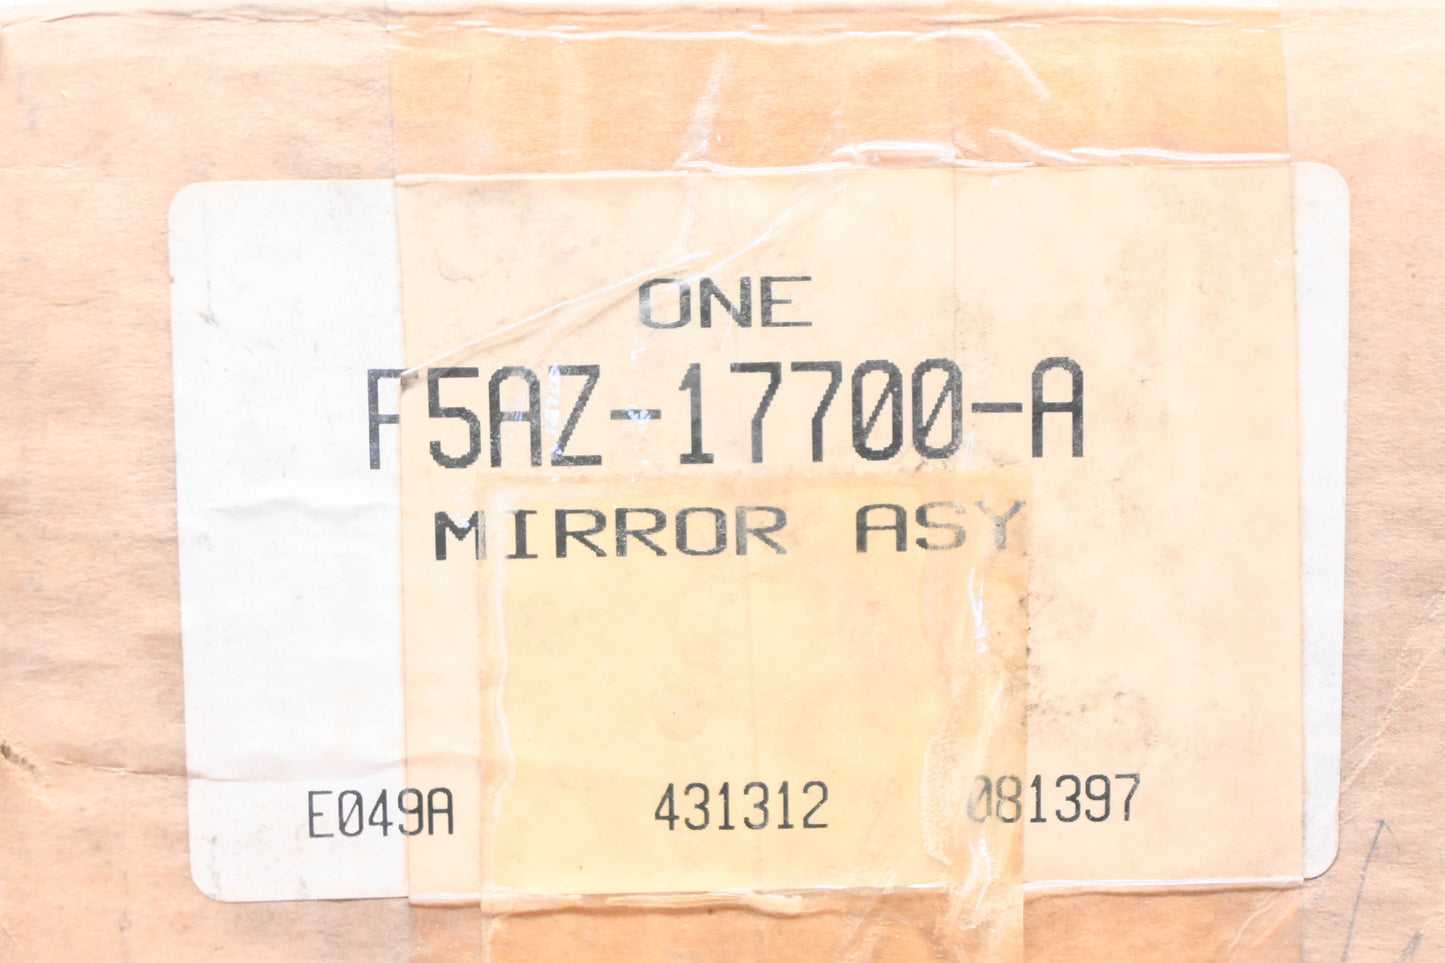 ONE
F5AZ-17700-A
MIRROR ASY
E049A 431312 081397